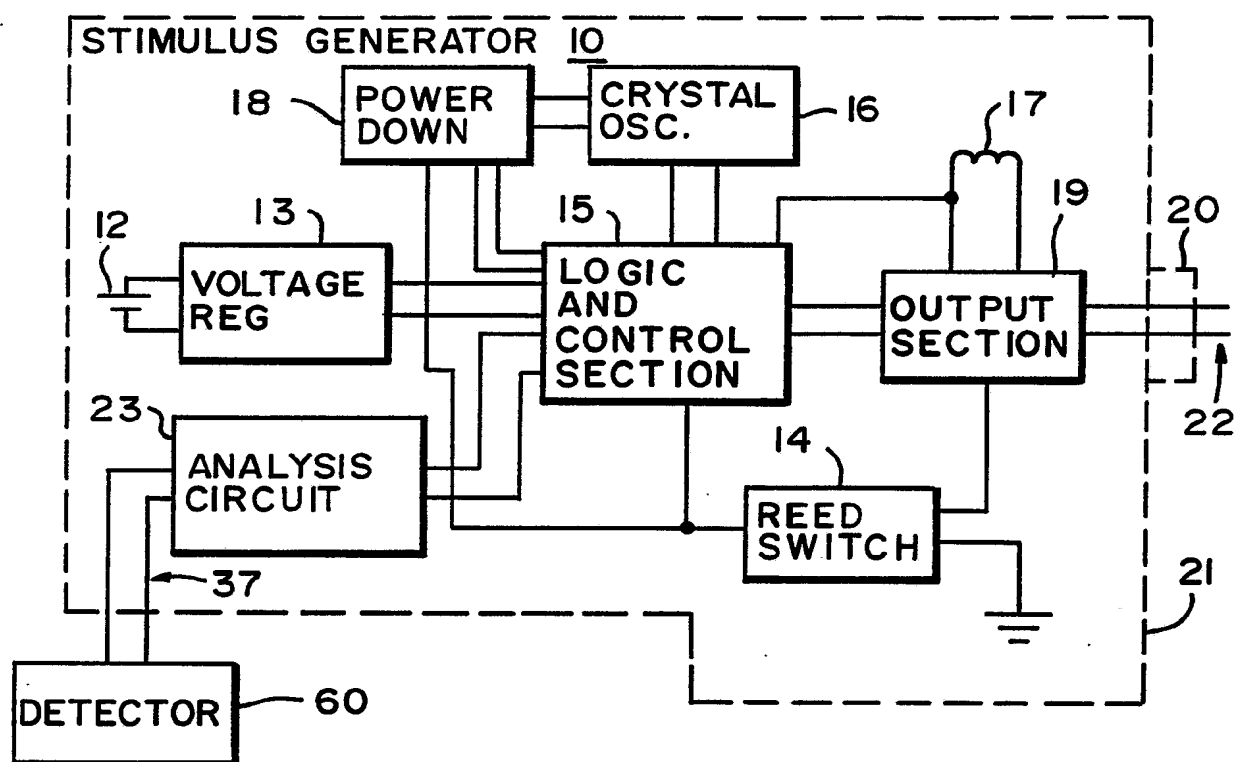 STIMULUS GENERATOR 10
18
POWER
DOWN
CRYSTAL
OSC.
16
17
12
13
VOLTAGE
REG
15
LOGIC
AND
CONTROL
SECTION
19
OUTPUT
SECTION
20
22
23
ANALYSIS
CIRCUIT
14
REED
SWITCH
37
21
DETECTOR
60